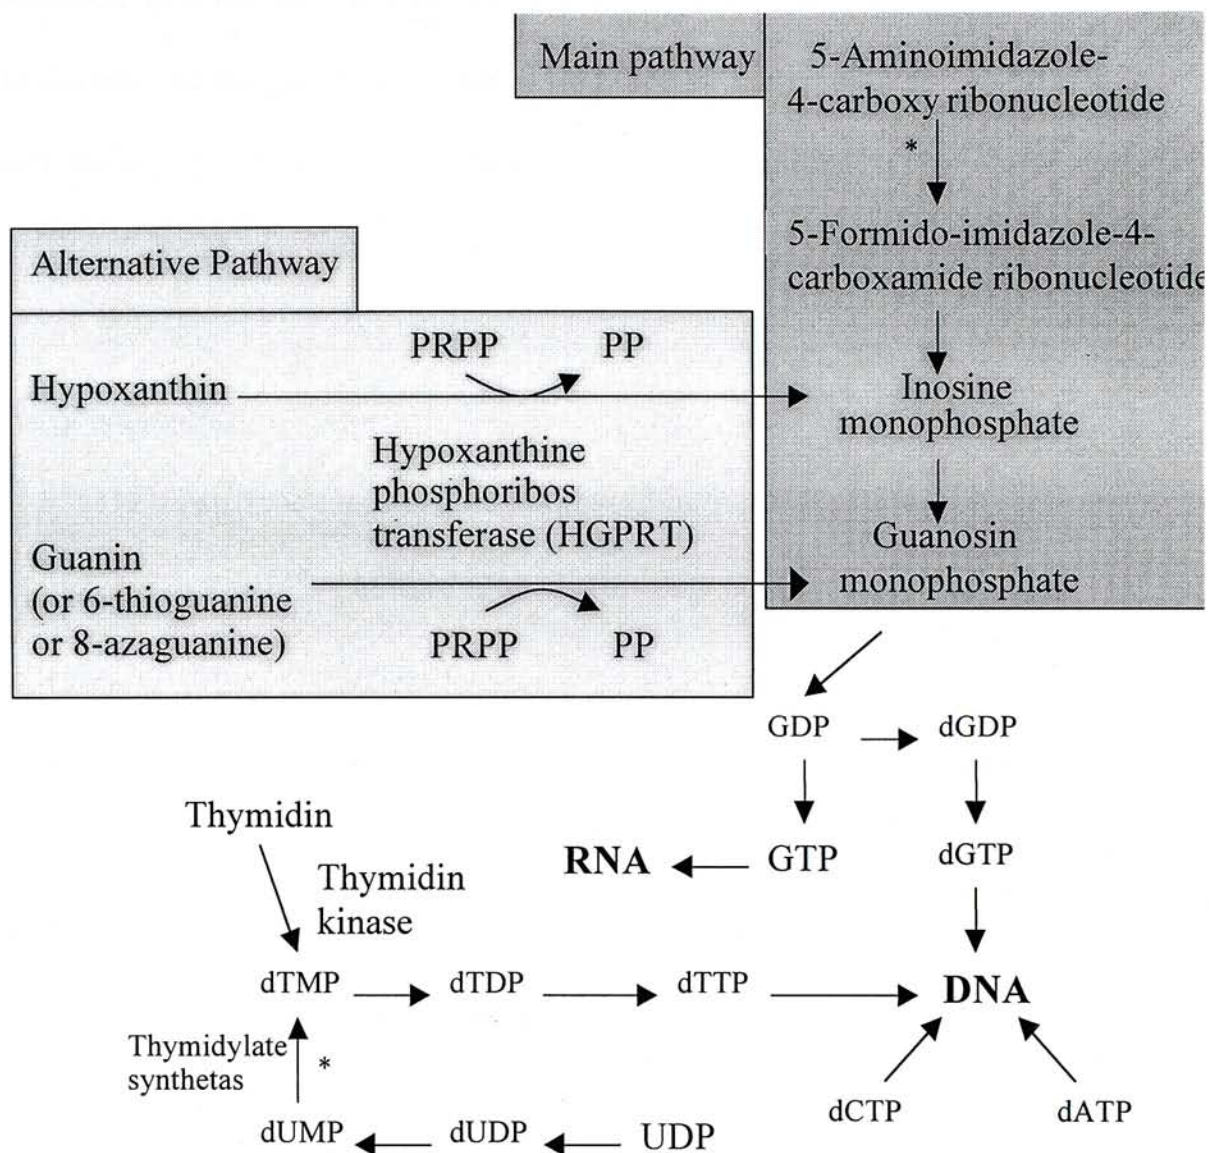 Main pathway
5-Aminoimidazole-
4-carboxy ribonucleotide
*
5-Formido-imidazole-4-
carboxamide ribonucleotide
Alternative Pathway
PRPP PP
Hypoxanthin
Inosine
monophosphate
Hypoxanthine
phosphoribos
transferase (HGPRT)
Guanin
(or 6-thioguanine
or 8-azaguanine)
Guanosin
monophosphate
PRPP PP
GDP dGDP
Thymidin
RNA GTP dGTP
Thymidin
kinase
dTMP dTDP dTTP DNA
Thymidylate
synthetas
*
dCTP dATP
dUMP dUDP UDP